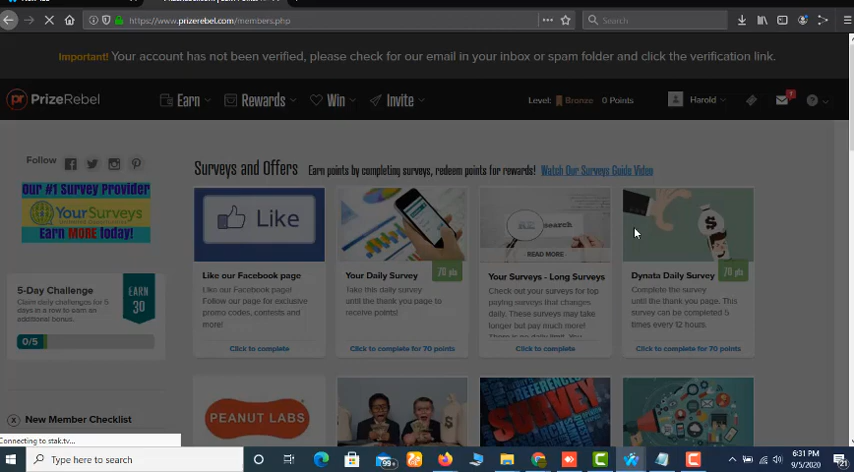 https://www.prizerebel.com/members.php
Search
Important! Your account has not been verified, please check for our email in your inbox or spam folder and click the verification link.
PrizeRebel
Earn
Rewards
Win
Invite
Level: Bronze 0 Points
Harold
Follow
Surveys and Offers Earn points by completing surveys, redeem points for rewards! Watch Our Surveys Guide Video
Our #1 Survey Provider
YourSurveys
Earn MORE today!
Like
READ MORE
70 pts
70 pts
5-Day Challenge
Claim daily challenges for 5 days in a row to earn an additional bonus.
EARN 30
0/5
Like our Facebook page
Like our Facebook page!
Follow our page for exclusive
promo codes, contests and
more!
Click to complete
Your Daily Survey
Take this daily survey
until the thank you page to
receive points!
Click to complete for 70 points
Your Surveys - Long Surveys
Check out your surveys for top
paying surveys that changes
daily. These surveys may take
longer but pay much more!
Click to complete
Dynata Daily Survey
Complete the survey
until the thank you page. This
survey can be completed 5
times every 12 hours.
Click to complete for 70 points
New Member Checklist
PEANUT LABS
SURVEY
Connecting to stak.tv...
Type here to search
99+
6:31 PM
9/5/2020
21